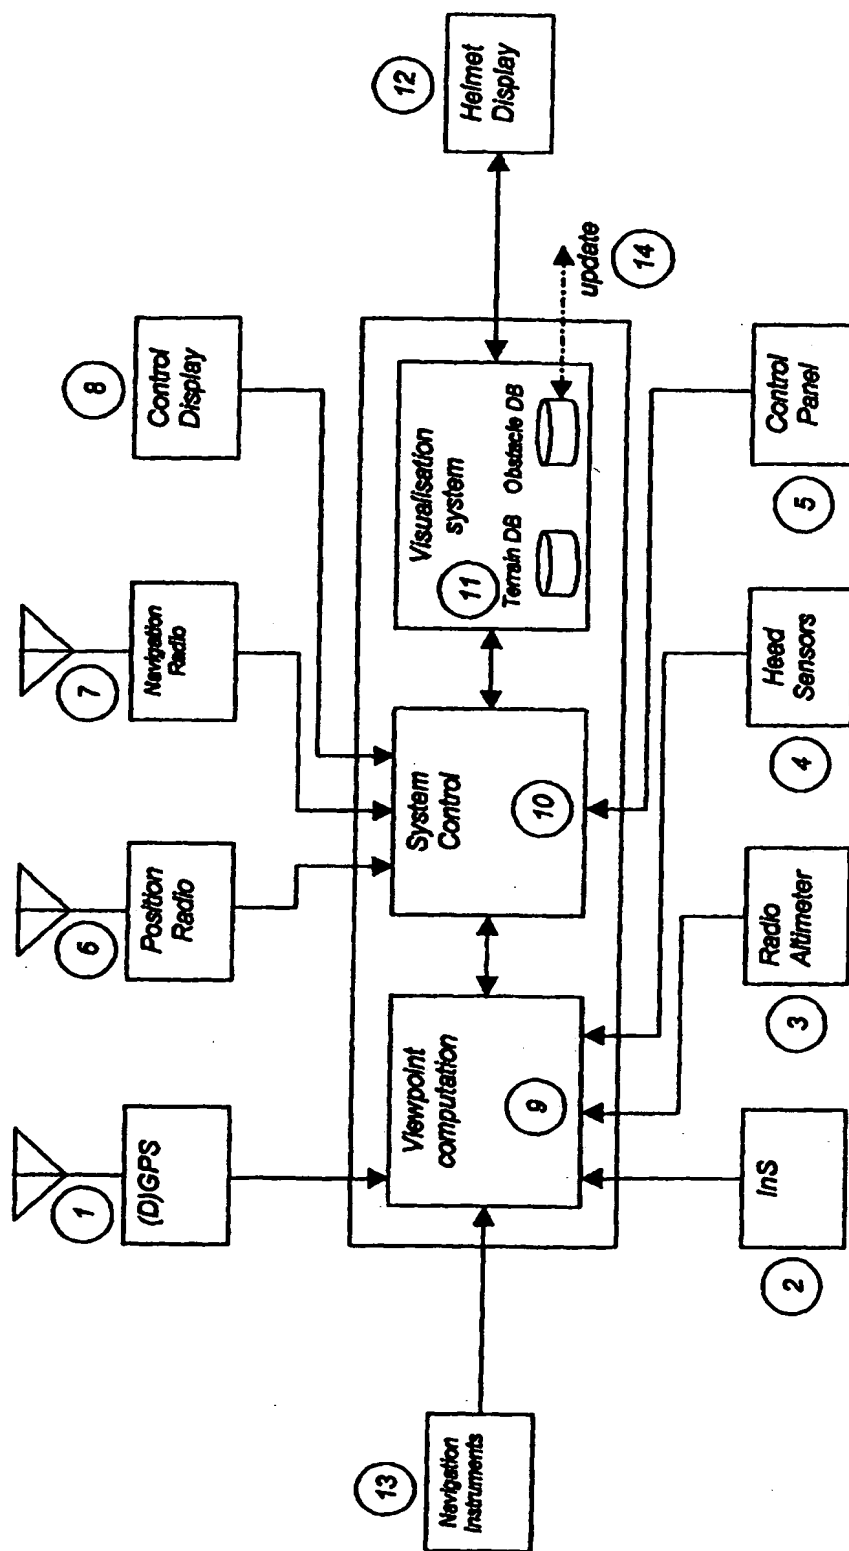 1
(D)GPS
6
Position
Radio
7
Navigation
Radio
8
Control
Display
13
Navigation
Instruments
Viewpoint
computation
9
System
Control
10
Visualisation
system
11
Terrain DB
Obstacle DB
update
14
12
Helmet
Display
InS
2
Radio
Altimeter
3
Head
Sensors
4
Control
Panel
5